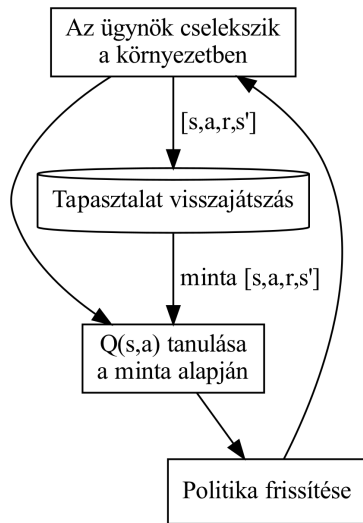 Az ügynök cselekszik
a környezetben
[s,a,r,s']
Tapasztalat visszajátszás
minta [s,a,r,s']
Q(s,a) tanulása
a minta alapján
Politika frissítése